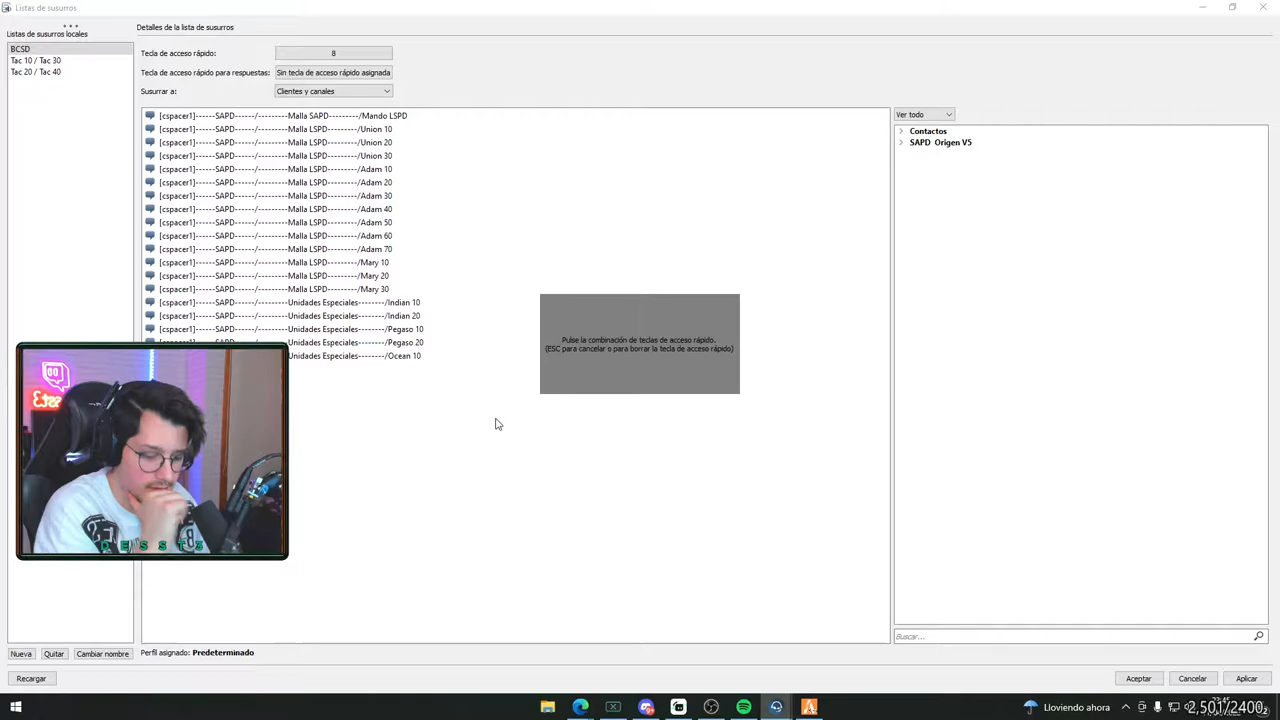 Listas de susurros
Listas de susurros locales
BCSD
Tac 10 / Tac 30
Tac 20 / Tac 40
Detalles de la lista de susurros
Tecla de acceso rápido:
8
Tecla de acceso rápido para respuestas:
Sin tecla de acceso rápido asignada
Susurrar a:
Clientes y canales
[cspacer1]------SAPD------/---------Malla SAPD---------/Mando LSPD
[cspacer1]------SAPD------/---------Malla LSPD---------/Union 10
[cspacer1]------SAPD------/---------Malla LSPD---------/Union 20
[cspacer1]------SAPD------/---------Malla LSPD---------/Union 30
[cspacer1]------SAPD------/---------Malla LSPD---------/Adam 10
[cspacer1]------SAPD------/---------Malla LSPD---------/Adam 20
[cspacer1]------SAPD------/---------Malla LSPD---------/Adam 30
[cspacer1]------SAPD------/---------Malla LSPD---------/Adam 40
[cspacer1]------SAPD------/---------Malla LSPD---------/Adam 50
[cspacer1]------SAPD------/---------Malla LSPD---------/Adam 60
[cspacer1]------SAPD------/---------Malla LSPD---------/Adam 70
[cspacer1]------SAPD------/---------Malla LSPD---------/Mary 10
[cspacer1]------SAPD------/---------Malla LSPD---------/Mary 20
[cspacer1]------SAPD------/---------Malla LSPD---------/Mary 30
[cspacer1]------SAPD------/---------Unidades Especiales--------/Indian 10
[cspacer1]------SAPD------/---------Unidades Especiales--------/Indian 20
[cspacer1]------SAPD------/---------Unidades Especiales--------/Pegaso 10
Unidades Especiales--------/Pegaso 20
Unidades Especiales--------/Ocean 10
Pulse la combinación de teclas de acceso rápido.
(ESC para cancelar o para borrar la tecla de acceso rápido)
Ver todo
Contactos
SAPD Origen V5
DESST3
Buscar...
Nueva
Quitar
Cambiar nombre
Perfil asignado: Predeterminado
Recargar
Aceptar
Cancelar
Aplicar
Lloviendo ahora
2,501/2400